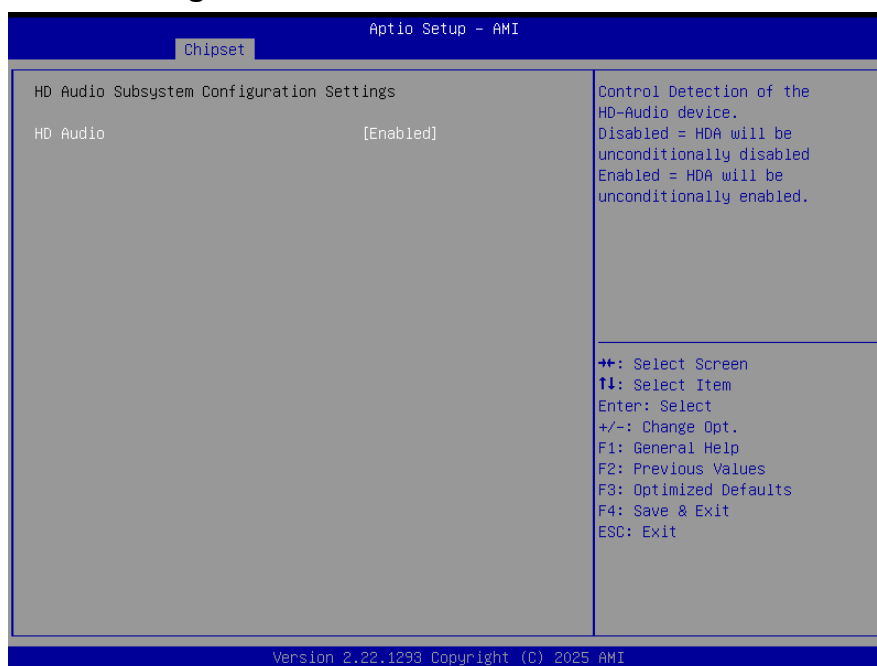 Aptio Setup - AMI
Chipset
HD Audio Subsystem Configuration Settings
HD Audio [Enabled]
Control Detection of the
HD-Audio device.
Disabled = HDA will be
unconditionally disabled
Enabled = HDA will be
unconditionally enabled.
→←: Select Screen
↑↓: Select Item
Enter: Select
+/-: Change Opt.
F1: General Help
F2: Previous Values
F3: Optimized Defaults
F4: Save & Exit
ESC: Exit
Version 2.22.1293 Copyright (C) 2025 AMI